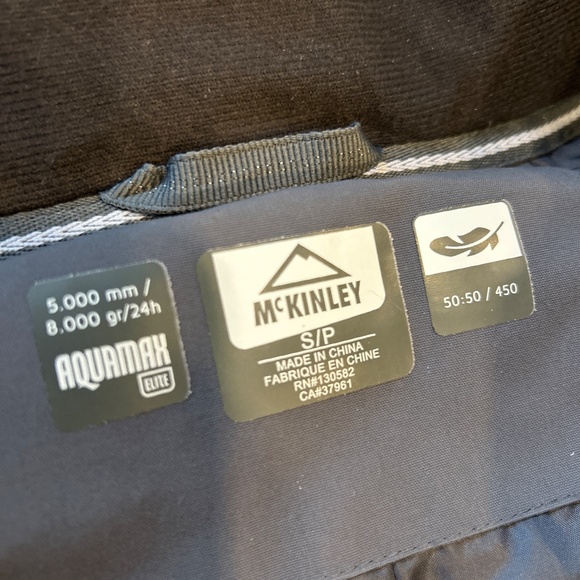 5.000 mm /
8.000 gr/24h
AQUAMAX
ELITE
McKINLEY
S/P
MADE IN CHINA
FABRIQUE EN CHINE
RN#130582
CA#37961
50:50 / 450